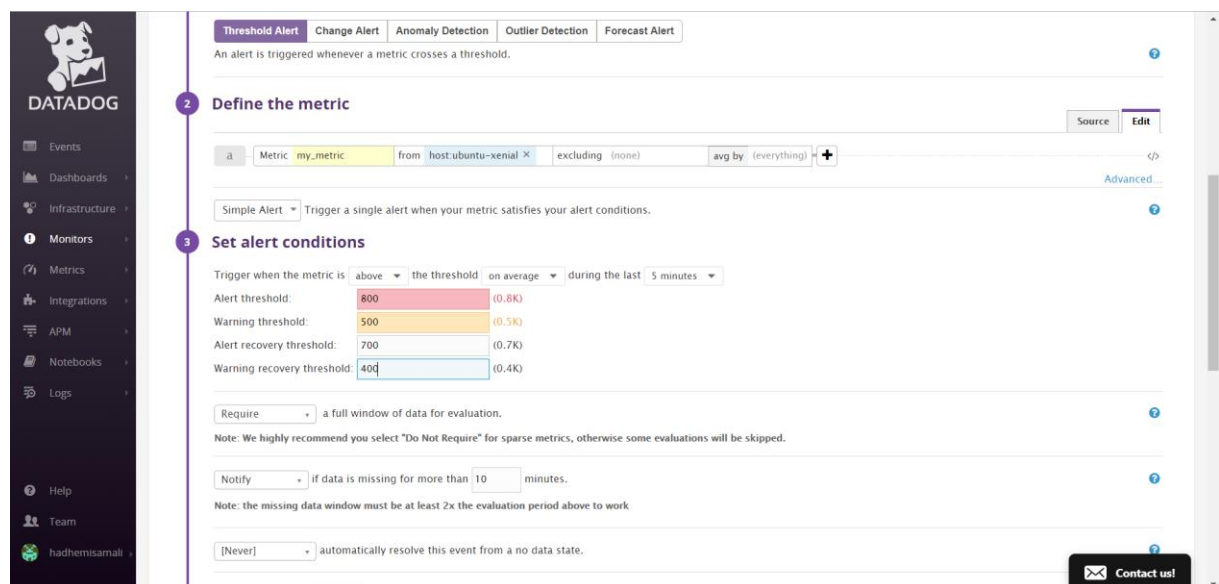 Threshold Alert Change Alert Anomaly Detection Outlier Detection Forecast Alert
An alert is triggered whenever a metric crosses a threshold.
DATADOG
Events
Dashboards
Infrastructure
Monitors
Metrics
Integrations
APM
Notebooks
Logs
Help
Team
hadhemisamali
2 Define the metric
Source Edit
a Metric my_metric from host:ubuntu-xenial × excluding (none) avg by (everything) + </>
Advanced...
Simple Alert Trigger a single alert when your metric satisfies your alert conditions.
3 Set alert conditions
Trigger when the metric is above the threshold on average during the last 5 minutes
Alert threshold: 800 (0.8K)
Warning threshold: 500 (0.5K)
Alert recovery threshold: 700 (0.7K)
Warning recovery threshold: 400 (0.4K)
Require a full window of data for evaluation.
Note: We highly recommend you select "Do Not Require" for sparse metrics, otherwise some evaluations will be skipped.
Notify if data is missing for more than 10 minutes.
Note: the missing data window must be at least 2x the evaluation period above to work
[Never] automatically resolve this event from a no data state.
Contact us!